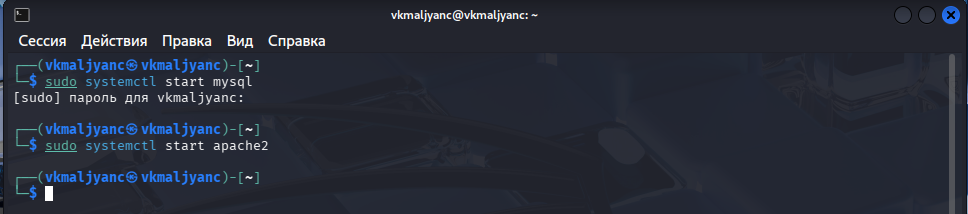 vkmaljyanc@vkmaljyanc: ~
Сессия Действия Правка Вид Справка
┌──(vkmaljyanc㉿vkmaljyanc)-[~]
└─$ sudo systemctl start mysql
[sudo] пароль для vkmaljyanc:
┌──(vkmaljyanc㉿vkmaljyanc)-[~]
└─$ sudo systemctl start apache2
┌──(vkmaljyanc㉿vkmaljyanc)-[~]
└─$